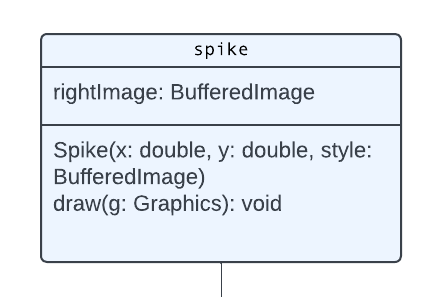 spike
rightImage: BufferedImage
Spike(x: double, y: double, style:
BufferedImage)
draw(g: Graphics): void